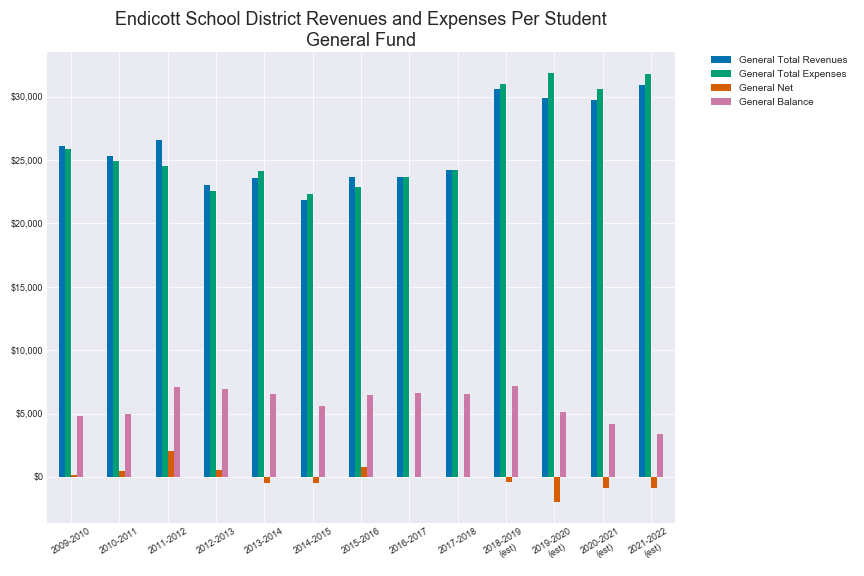 Endicott School District Revenues and Expenses Per Student
General Fund
General Total Revenues
General Total Expenses
General Net
General Balance
$30,000
$25,000
$20,000
$15,000
$10,000
$5,000
$0
2009-2010
2010-2011
2011-2012
2012-2013
2013-2014
2014-2015
2015-2016
2016-2017
2017-2018
2018-2019
(est)
2019-2020
(est)
2020-2021
(est)
2021-2022
(est)